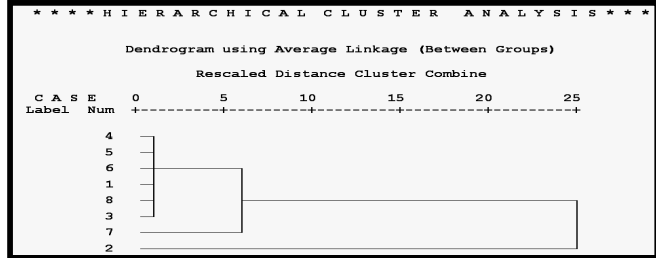 * * * * H I E R A R C H I C A L  C L U S T E R  A N A L Y S I S * * *
Dendrogram using Average Linkage (Between Groups)
Rescaled Distance Cluster Combine
C A S E 0 5 10 15 20 25
Label Num +---------+---------+---------+---------+---------+
4
5
6
1
8
3
7
2